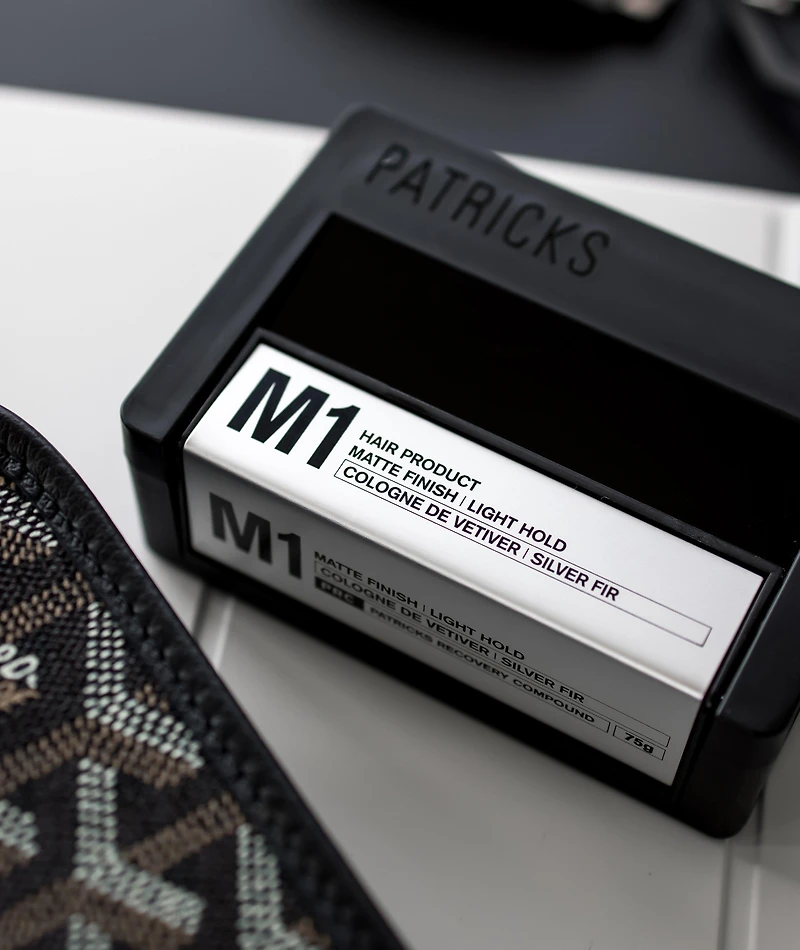 PATRICKS
M1
HAIR PRODUCT
MATTE FINISH | LIGHT HOLD
COLOGNE DE VETIVER | SILVER FIR
M1
MATTE FINISH | LIGHT HOLD
COLOGNE DE VETIVER | SILVER FIR
PRC PATRICKS RECOVERY COMPOUND 75g